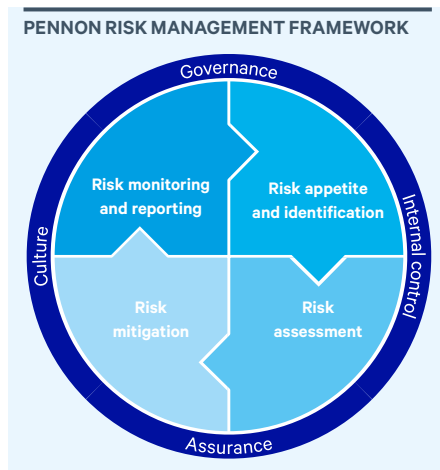 PENNON RISK MANAGEMENT FRAMEWORK
Governance
Risk monitoring
and reporting
Risk appetite
and identification
Culture
Internal control
Risk
mitigation
Risk
assessment
Assurance